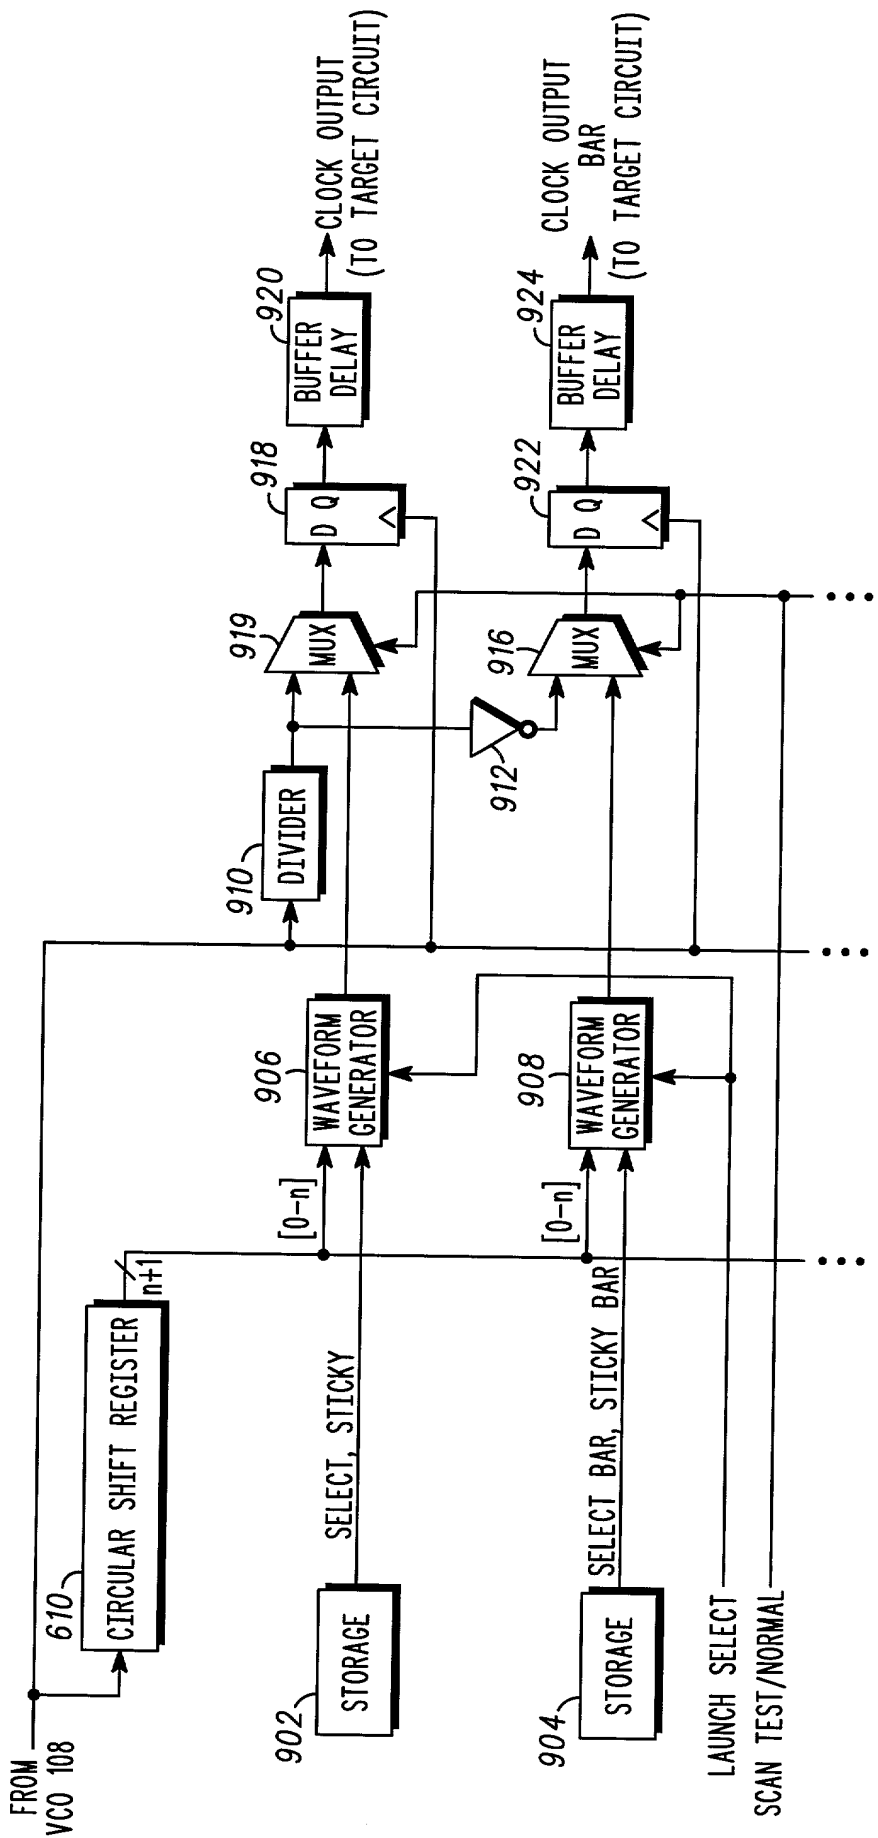 FROM
VCO 108
610
CIRCULAR SHIFT REGISTER
n+1
902
STORAGE
SELECT, STICKY
[0-n]
906
WAVEFORM
GENERATOR
910
DIVIDER
919
MUX
918
D Q
920
BUFFER
DELAY
CLOCK OUTPUT
(TO TARGET CIRCUIT)
904
STORAGE
SELECT BAR, STICKY BAR
[0-n]
908
WAVEFORM
GENERATOR
912
916
MUX
922
D Q
924
BUFFER
DELAY
CLOCK OUTPUT
BAR
(TO TARGET CIRCUIT)
LAUNCH SELECT
SCAN TEST/NORMAL